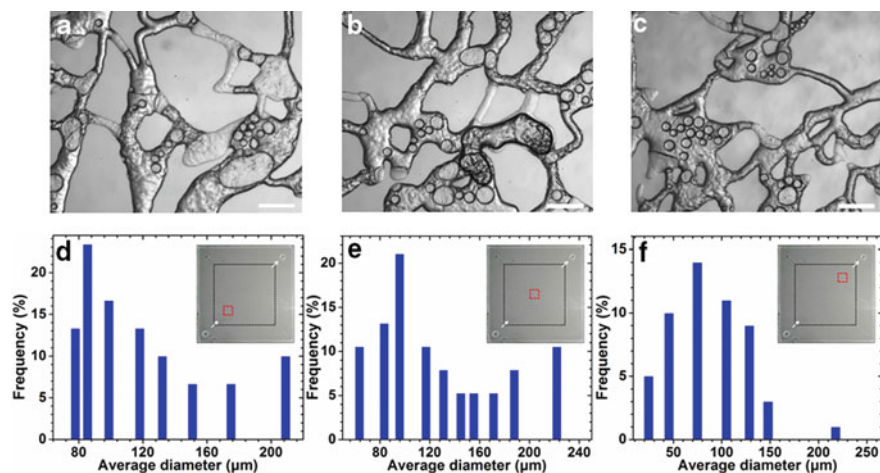 a b c
d e f
Frequency (%)
0 5 10 15 20
80 120 160 200
Average diameter (µm)
Frequency (%)
0 5 10 15 20
80 120 160 200 240
Average diameter (µm)
Frequency (%)
0 5 10 15
50 100 150 200 250
Average diameter (µm)